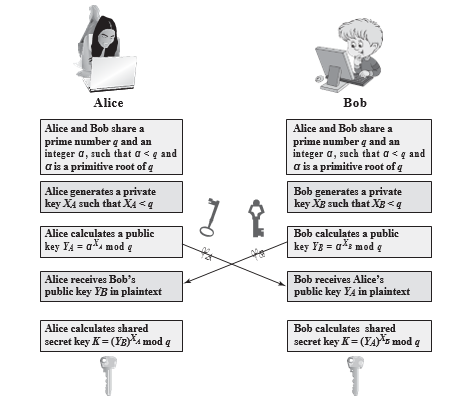 Alice
Bob
Alice and Bob share a
prime number q and an
integer α, such that α < q and
α is a primitive root of q
Alice and Bob share a
prime number q and an
integer α, such that α < q and
α is a primitive root of q
Alice generates a private
key XA such that XA < q
Bob generates a private
key XB such that XB < q
Alice calculates a public
key YA = α^XA mod q
Bob calculates a public
key YB = α^XB mod q
YA
YB
Alice receives Bob’s
public key YB in plaintext
Bob receives Alice’s
public key YA in plaintext
Alice calculates shared
secret key K = (YB)^XA mod q
Bob calculates shared
secret key K = (YA)^XB mod q